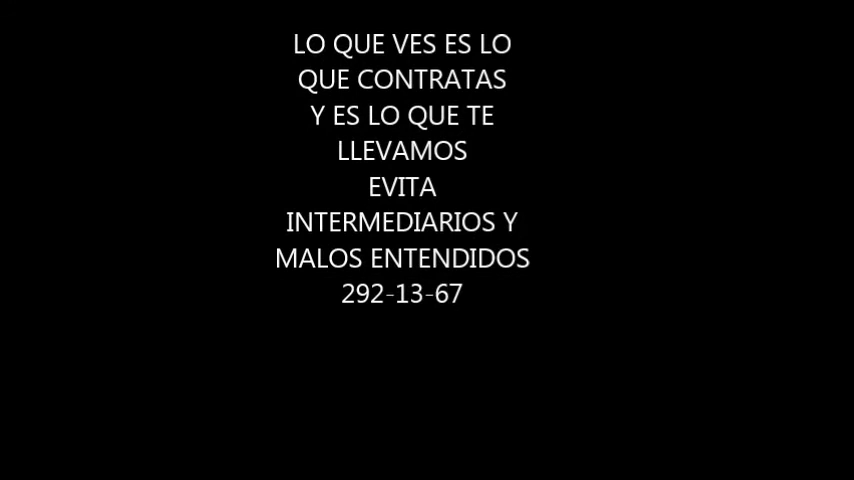 LO QUE VES ES LO
QUE CONTRATAS
Y ES LO QUE TE
LLEVAMOS
EVITA
INTERMEDIARIOS Y
MALOS ENTENDIDOS
292-13-67